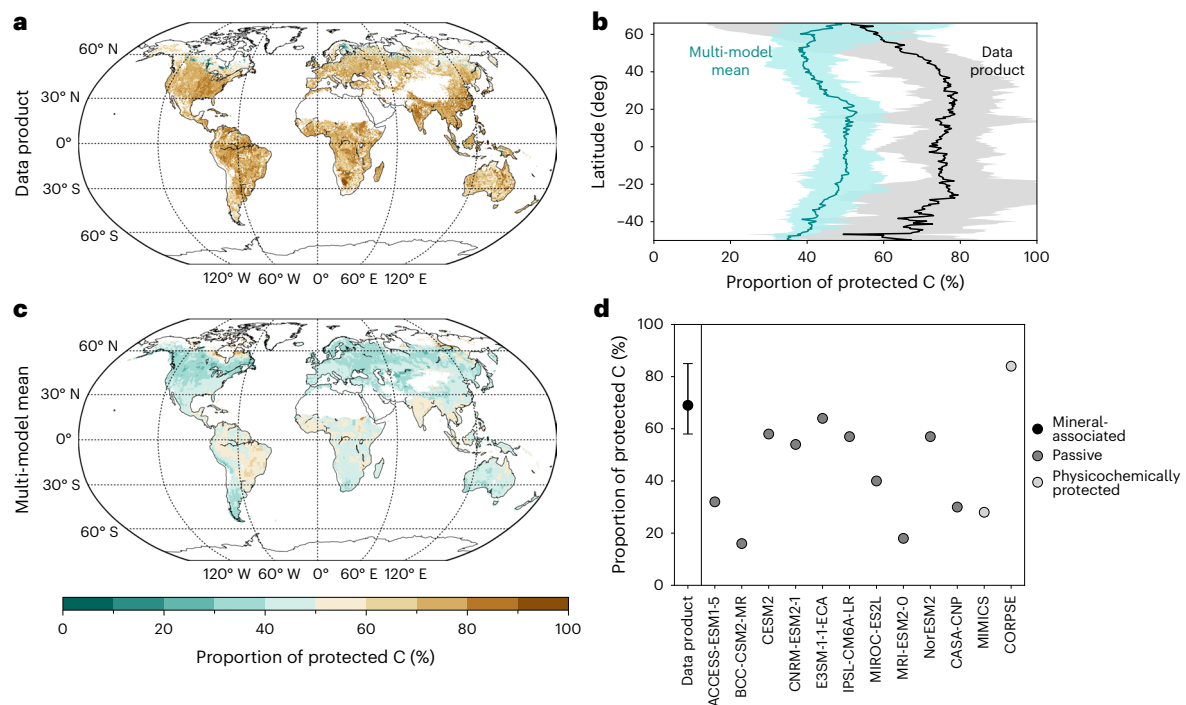 a
Data product
60° N
30° N
0°
30° S
60° S
120° W 60° W 0° 60° E 120° E
b
Multi-model
mean
Data
product
Latitude (deg)
60
40
20
0
−20
−40
0 20 40 60 80 100
Proportion of protected C (%)
c
Multi-model mean
60° N
30° N
0°
30° S
60° S
120° W 60° W 0° 60° E 120° E
0 20 40 60 80 100
Proportion of protected C (%)
d
Proportion of protected C (%)
100
80
60
40
20
0
Data product
ACCESS-ESM1-5
BCC-CSM2-MR
CESM2
CNRM-ESM2-1
E3SM-1-1-ECA
IPSL-CM6A-LR
MIROC-ES2L
MRI-ESM2-0
NorESM2
CASA-CNP
MIMICS
CORPSE
Mineral-
associated
Passive
Physicochemically
protected